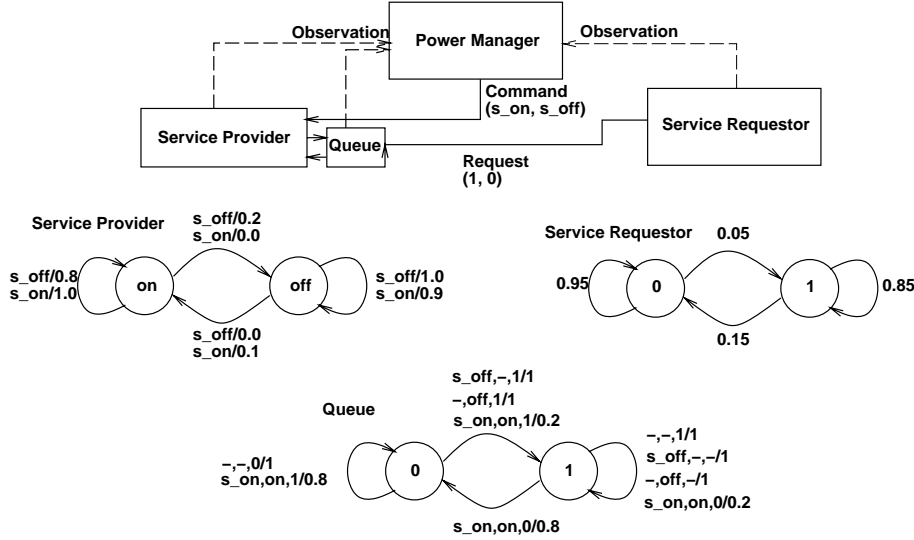 Observation
Power Manager
Observation
Command
(s_on, s_off)
Service Provider
Queue
Service Requestor
Request
(1, 0)
Service Provider
s_off/0.2
s_on/0.0
s_off/0.8
s_on/1.0
on
off
s_off/1.0
s_on/0.9
s_off/0.0
s_on/0.1
Service Requestor
0.05
0.95
0
1
0.85
0.15
Queue
s_off,–,1/1
–,off,1/1
s_on,on,1/0.2
-,-,0/1
s_on,on,1/0.8
0
1
-,-,1/1
s_off,-,-/1
-,off,-/1
s_on,on,0/0.2
s_on,on,0/0.8